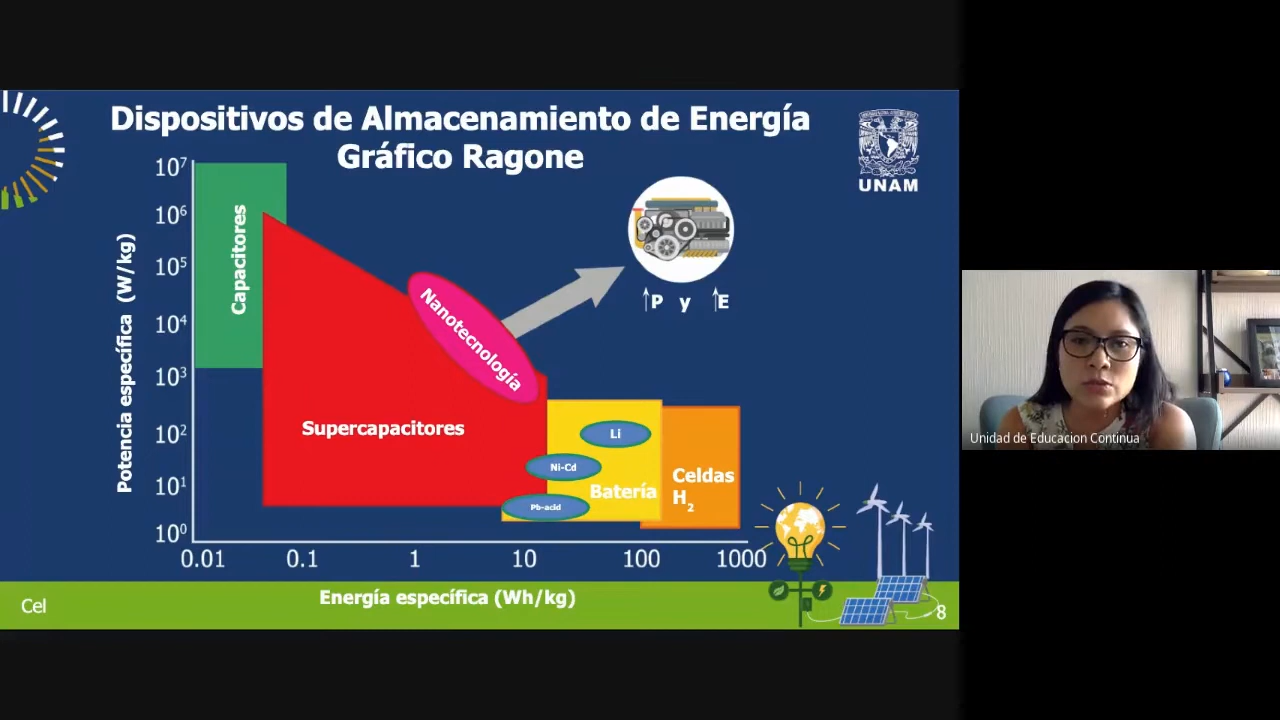 Dispositivos de Almacenamiento de Energía
Gráfico Ragone
UNAM
Potencia específica (W/kg)
10⁷
10⁶
10⁵
10⁴
10³
10²
10¹
10⁰
Capacitores
Nanotecnología
↑P y ↑E
Supercapacitores
Li
Ni-Cd
Pb-acid
Batería
Celdas
H₂
0.01 0.1 1 10 100 1000
Energía específica (Wh/kg)
Cel
8
Unidad de Educacion Continua